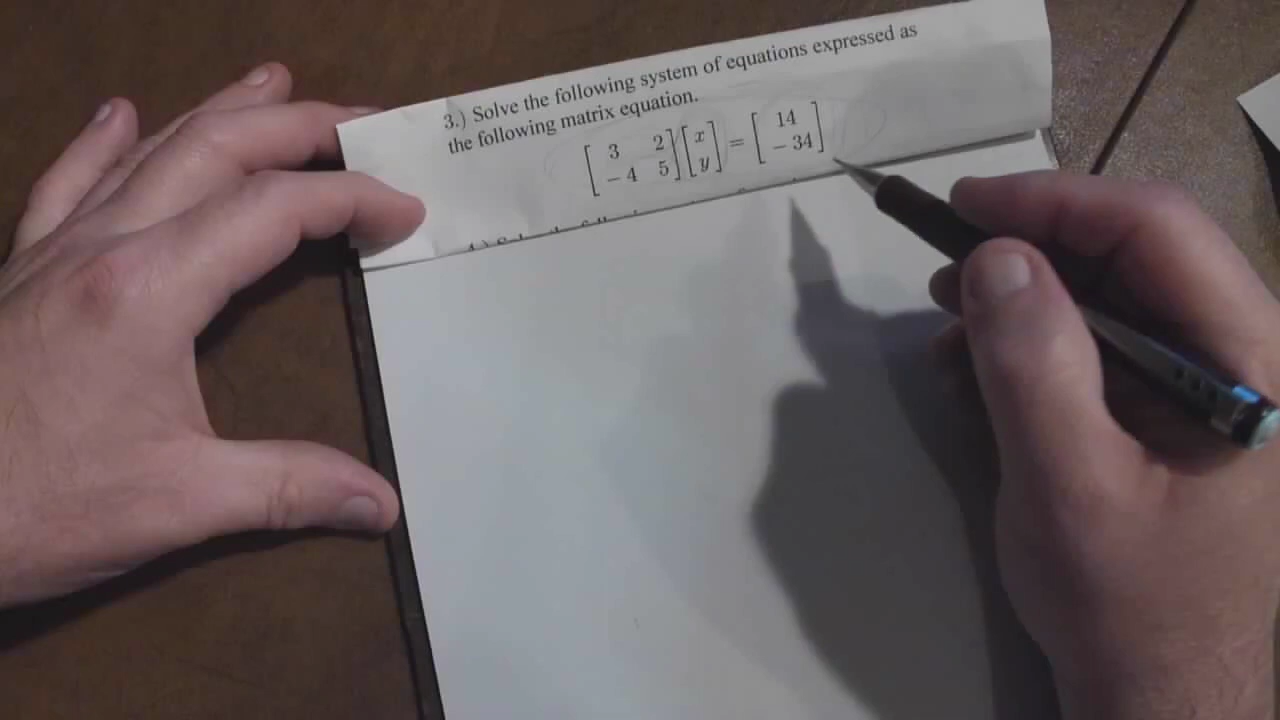 3.) Solve the following system of equations expressed as
the following matrix equation.
[ 3 2 ] [ x ] = [ 14 ]
[ -4 5 ] [ y ] [ -34 ]